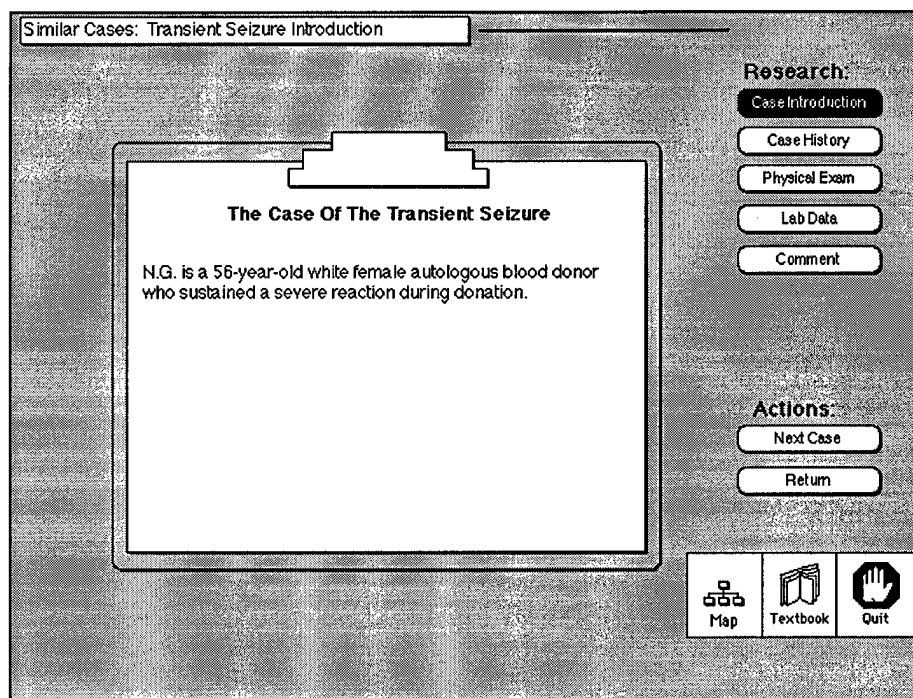 Similar Cases: Transient Seizure Introduction
Research:
Case Introduction
Case History
Physical Exam
Lab Data
Comment
The Case Of The Transient Seizure
N.G. is a 56-year-old white female autologous blood donor
who sustained a severe reaction during donation.
Actions:
Next Case
Return
Map
Textbook
Quit